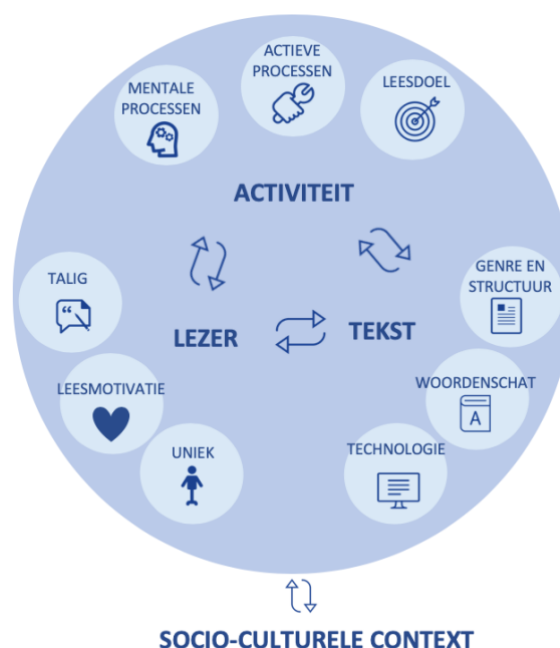 ACTIEVE
PROCESSEN
MENTALE
PROCESSEN
LEESDOEL
ACTIVITEIT
TALIG
GENRE EN
STRUCTUUR
LEZER
TEKST
LEESMOTIVATIE
WOORDENSCHAT
A
UNIEK
TECHNOLOGIE
SOCIO-CULTURELE CONTEXT